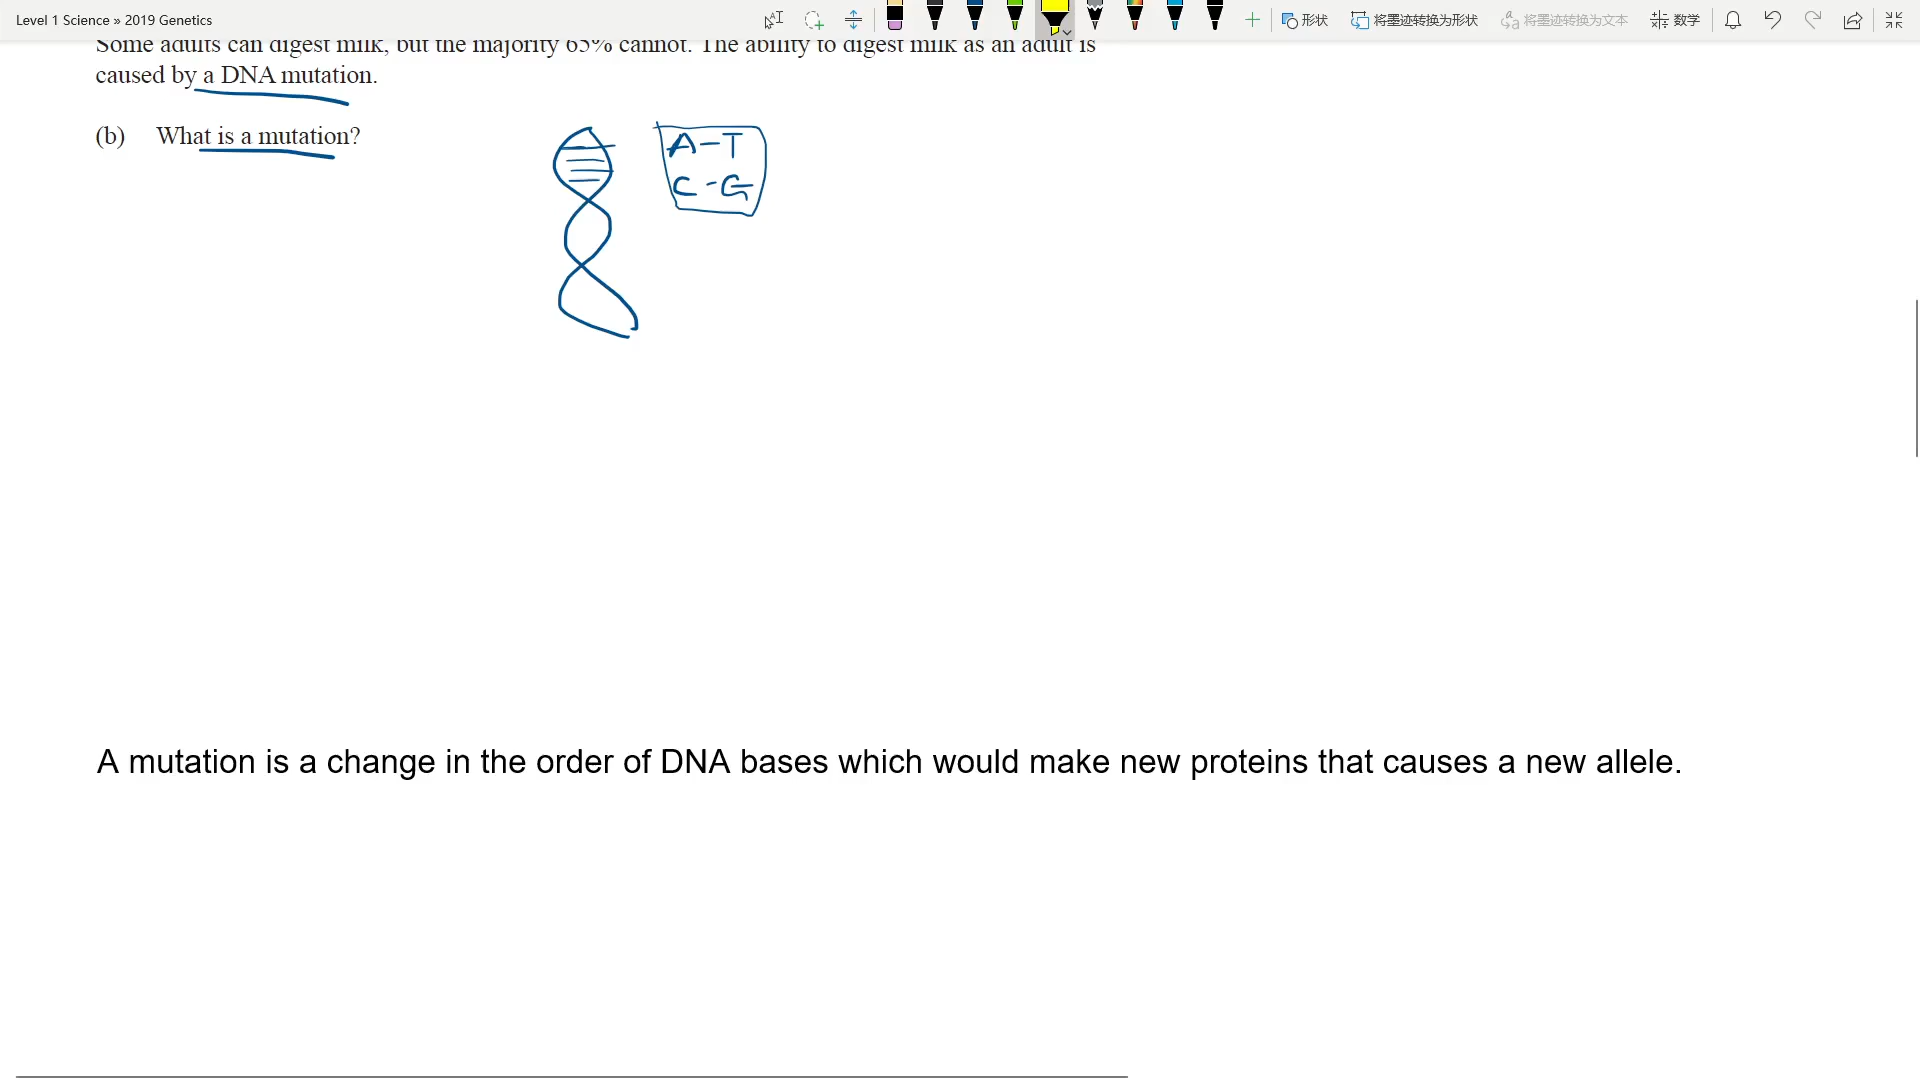 Level 1 Science » 2019 Genetics
形状 将墨迹转换为形状 将墨迹转换为文本 数学
Some adults can digest milk, but the majority 65% cannot. The ability to digest milk as an adult is
caused by a DNA mutation.
(b) What is a mutation?
A-T
C-G
A mutation is a change in the order of DNA bases which would make new proteins that causes a new allele.